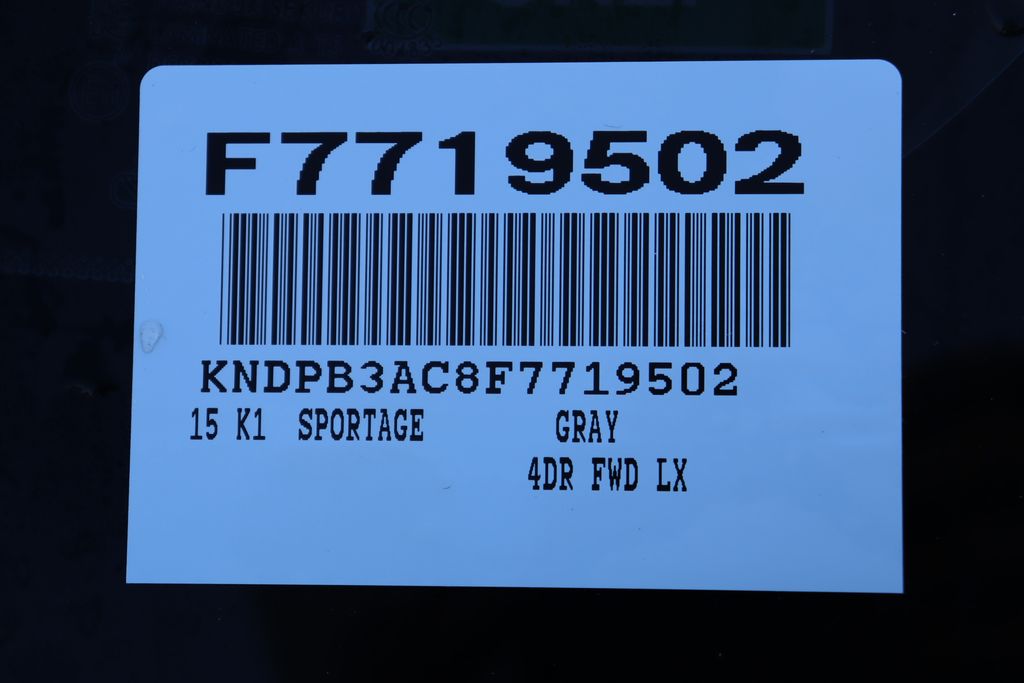 F7719502
KNDPB3AC8F7719502
15 K1 SPORTAGE GRAY
4DR FWD LX